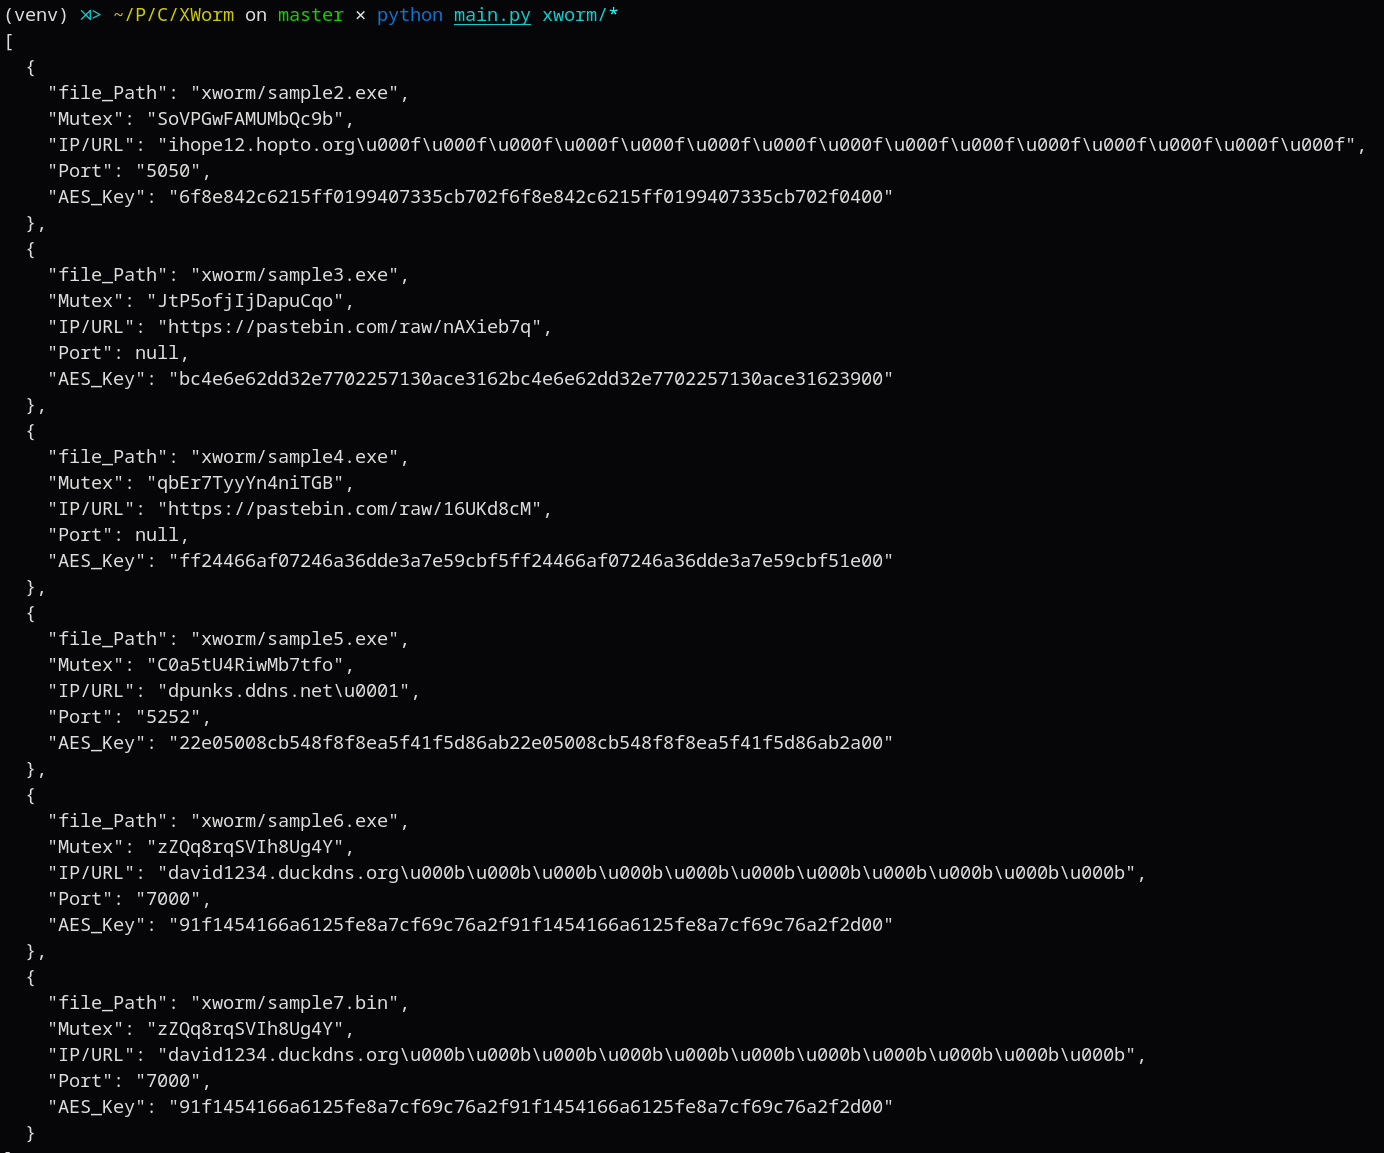 (venv) ⋊> ~/P/C/XWorm on master × python main.py xworm/*
[
  {
    "file_Path": "xworm/sample2.exe",
    "Mutex": "SoVPGwFAMUMbQc9b",
    "IP/URL": "ihope12.hopto.org\u000f\u000f\u000f\u000f\u000f\u000f\u000f\u000f\u000f\u000f\u000f\u000f\u000f\u000f\u000f",
    "Port": "5050",
    "AES_Key": "6f8e842c6215ff0199407335cb702f6f8e842c6215ff0199407335cb702f0400"
  },
  {
    "file_Path": "xworm/sample3.exe",
    "Mutex": "JtP5ofjIjDapuCqo",
    "IP/URL": "https://pastebin.com/raw/nAXieb7q",
    "Port": null,
    "AES_Key": "bc4e6e62dd32e7702257130ace3162bc4e6e62dd32e7702257130ace31623900"
  },
  {
    "file_Path": "xworm/sample4.exe",
    "Mutex": "qbEr7TyyYn4niTGB",
    "IP/URL": "https://pastebin.com/raw/16UKd8cM",
    "Port": null,
    "AES_Key": "ff24466af07246a36dde3a7e59cbf5ff24466af07246a36dde3a7e59cbf51e00"
  },
  {
    "file_Path": "xworm/sample5.exe",
    "Mutex": "C0a5tU4RiwMb7tfo",
    "IP/URL": "dpunks.ddns.net\u0001",
    "Port": "5252",
    "AES_Key": "22e05008cb548f8f8ea5f41f5d86ab22e05008cb548f8f8ea5f41f5d86ab2a00"
  },
  {
    "file_Path": "xworm/sample6.exe",
    "Mutex": "zZQq8rqSVIh8Ug4Y",
    "IP/URL": "david1234.duckdns.org\u000b\u000b\u000b\u000b\u000b\u000b\u000b\u000b\u000b\u000b\u000b",
    "Port": "7000",
    "AES_Key": "91f1454166a6125fe8a7cf69c76a2f91f1454166a6125fe8a7cf69c76a2f2d00"
  },
  {
    "file_Path": "xworm/sample7.bin",
    "Mutex": "zZQq8rqSVIh8Ug4Y",
    "IP/URL": "david1234.duckdns.org\u000b\u000b\u000b\u000b\u000b\u000b\u000b\u000b\u000b\u000b\u000b",
    "Port": "7000",
    "AES_Key": "91f1454166a6125fe8a7cf69c76a2f91f1454166a6125fe8a7cf69c76a2f2d00"
  }